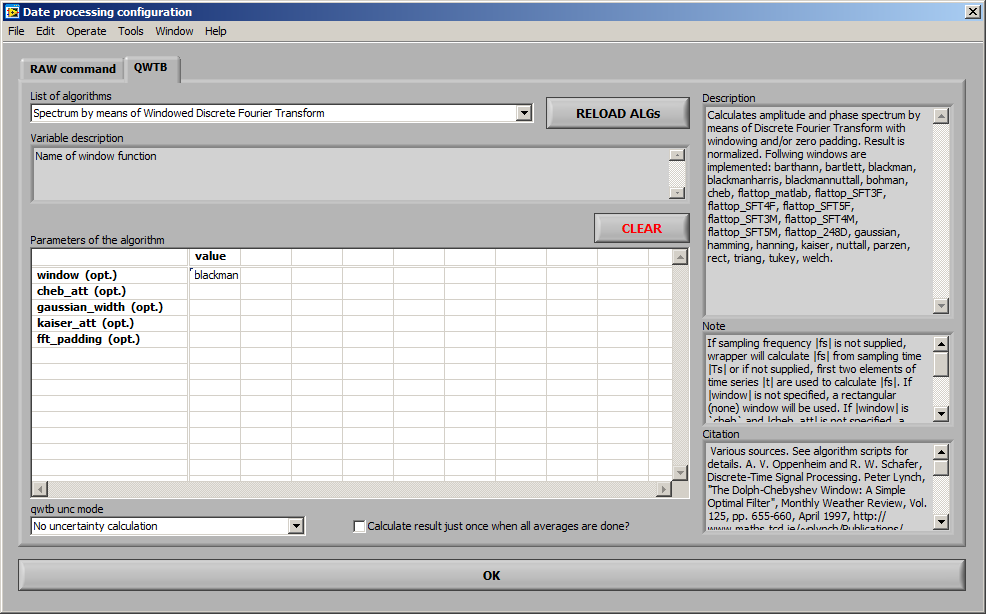 Date processing configuration
File Edit Operate Tools Window Help
RAW command QWTB
List of algorithms
Spectrum by means of Windowed Discrete Fourier Transform
RELOAD ALGs
Variable description
Name of window function
CLEAR
Parameters of the algorithm
value
window (opt.) blackman
cheb_att (opt.)
gaussian_width (opt.)
kaiser_att (opt.)
fft_padding (opt.)
qwtb unc mode
No uncertainty calculation
Calculate result just once when all averages are done?
Description
Calculates amplitude and phase spectrum by
means of Discrete Fourier Transform with
windowing and/or zero padding. Result is
normalized. Follwing windows are
implemented: barthann, bartlett, blackman,
blackmanharris, blackmannuttall, bohman,
cheb, flattop_matlab, flattop_SFT3F,
flattop_SFT4F, flattop_SFT5F,
flattop_SFT3M, flattop_SFT4M,
flattop_SFT5M, flattop_248D, gaussian,
hamming, hanning, kaiser, nuttall, parzen,
rect, triang, tukey, welch.
Note
If sampling frequency |fs| is not supplied,
wrapper will calculate |fs| from sampling time
|Ts| or if not supplied, first two elements of
time series |t| are used to calculate |fs|. If
|window| is not specified, a rectangular
(none) window will be used. If |window| is
`cheb` and |cheb_att| is not specified, a
Citation
Various sources. See algorithm scripts for
details. A. V. Oppenheim and R. W. Schafer,
Discrete-Time Signal Processing. Peter Lynch,
"The Dolph-Chebyshev Window: A Simple
Optimal Filter", Monthly Weather Review, Vol.
125, pp. 655-660, April 1997, http://
www.maths.tcd.ie/~plynch/Publications/
OK